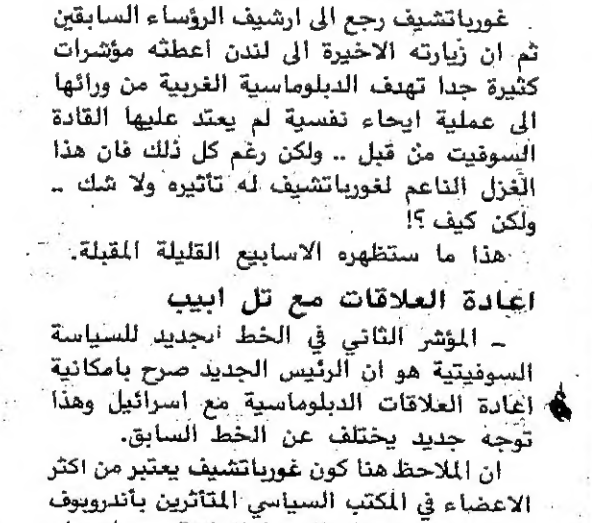 غورباتشيف رجع الى ارشيف الرؤساء السابقين
ثم ان زيارته الاخيرة الى لندن اعطته مؤشرات
كثيرة جدا تهدف الدبلوماسية الغربية من ورائها
الى عملية ايحاء نفسية لم يعتد عليها القادة
السوفيت من قبل .. ولكن رغم كل ذلك فان هذا
الغزل الناعم لغورباتشيف له تأثيره ولا شك ..
ولكن كيف ؟!
هذا ما ستظهره الاسابيع القليلة المقبلة.
اعادة العلاقات مع تل ابيب
ـ المؤشر الثاني في الخط الجديد للسياسة
السوفيتية هو ان الرئيس الجديد صرح بامكانية
اعادة العلاقات الدبلوماسية مع اسرائيل وهذا
توجه جديد يختلف عن الخط السابق.
ان الملاحظ هنا كون غورباتشيف يعتبر من اكثر
الاعضاء في المكتب السياسي المتأثرين بأندروبوف